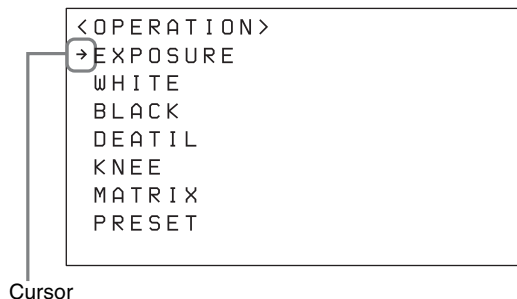 <OPERATION>
→EXPOSURE
WHITE
BLACK
DEATIL
KNEE
MATRIX
PRESET
Cursor